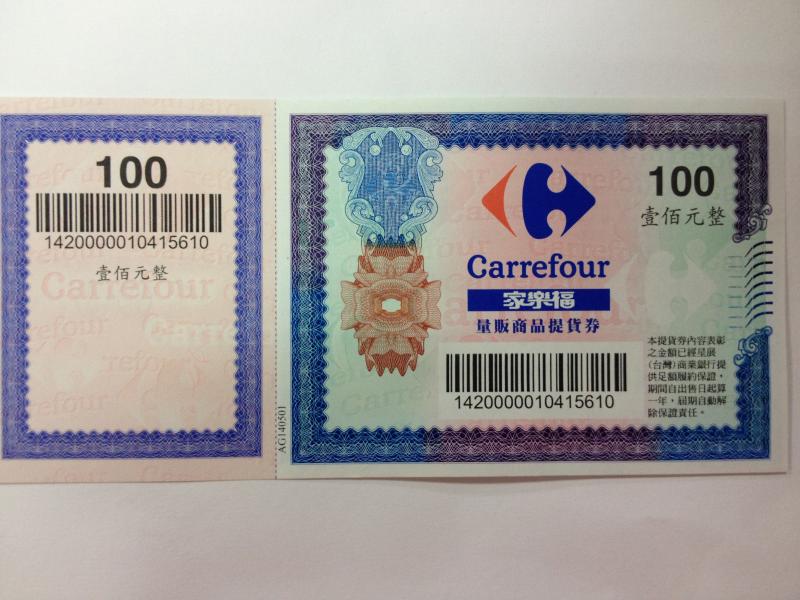 100
1420000010415610
壹佰元整
Carrefour
AG140501
100
壹佰元整
Carrefour
家樂福
量販商品提貨券
1420000010415610
本提貨券內容表彰
之金額已經星展
(台灣)商業銀行提
供足額履約保證,
期間自出售日起算
一年,屆期自動解
除保證責任。